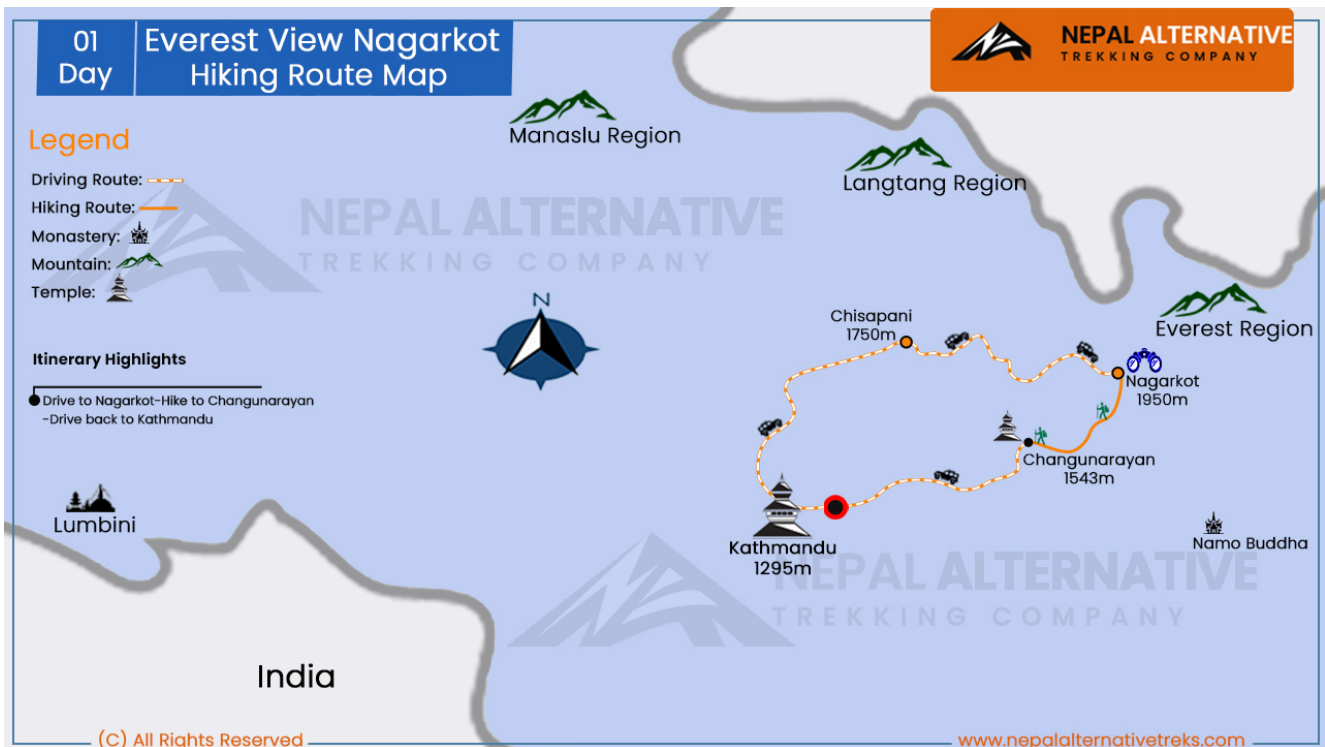 01
Day
Everest View Nagarkot
Hiking Route Map
NEPAL ALTERNATIVE
TREKKING COMPANY
Manaslu Region
Langtang Region
Legend
Driving Route:
Hiking Route:
Monastery:
Mountain:
Temple:
NEPAL ALTERNATIVE
TREKKING COMPANY
N
Everest Region
Chisapani
1750m
Nagarkot
1950m
Itinerary Highlights
Drive to Nagarkot-Hike to Changunarayan
-Drive back to Kathmandu
Changunarayan
1543m
Lumbini
Kathmandu
1295m
Namo Buddha
NEPAL ALTERNATIVE
TREKKING COMPANY
India
(C) All Rights Reserved
www.nepalalternativetreks.com